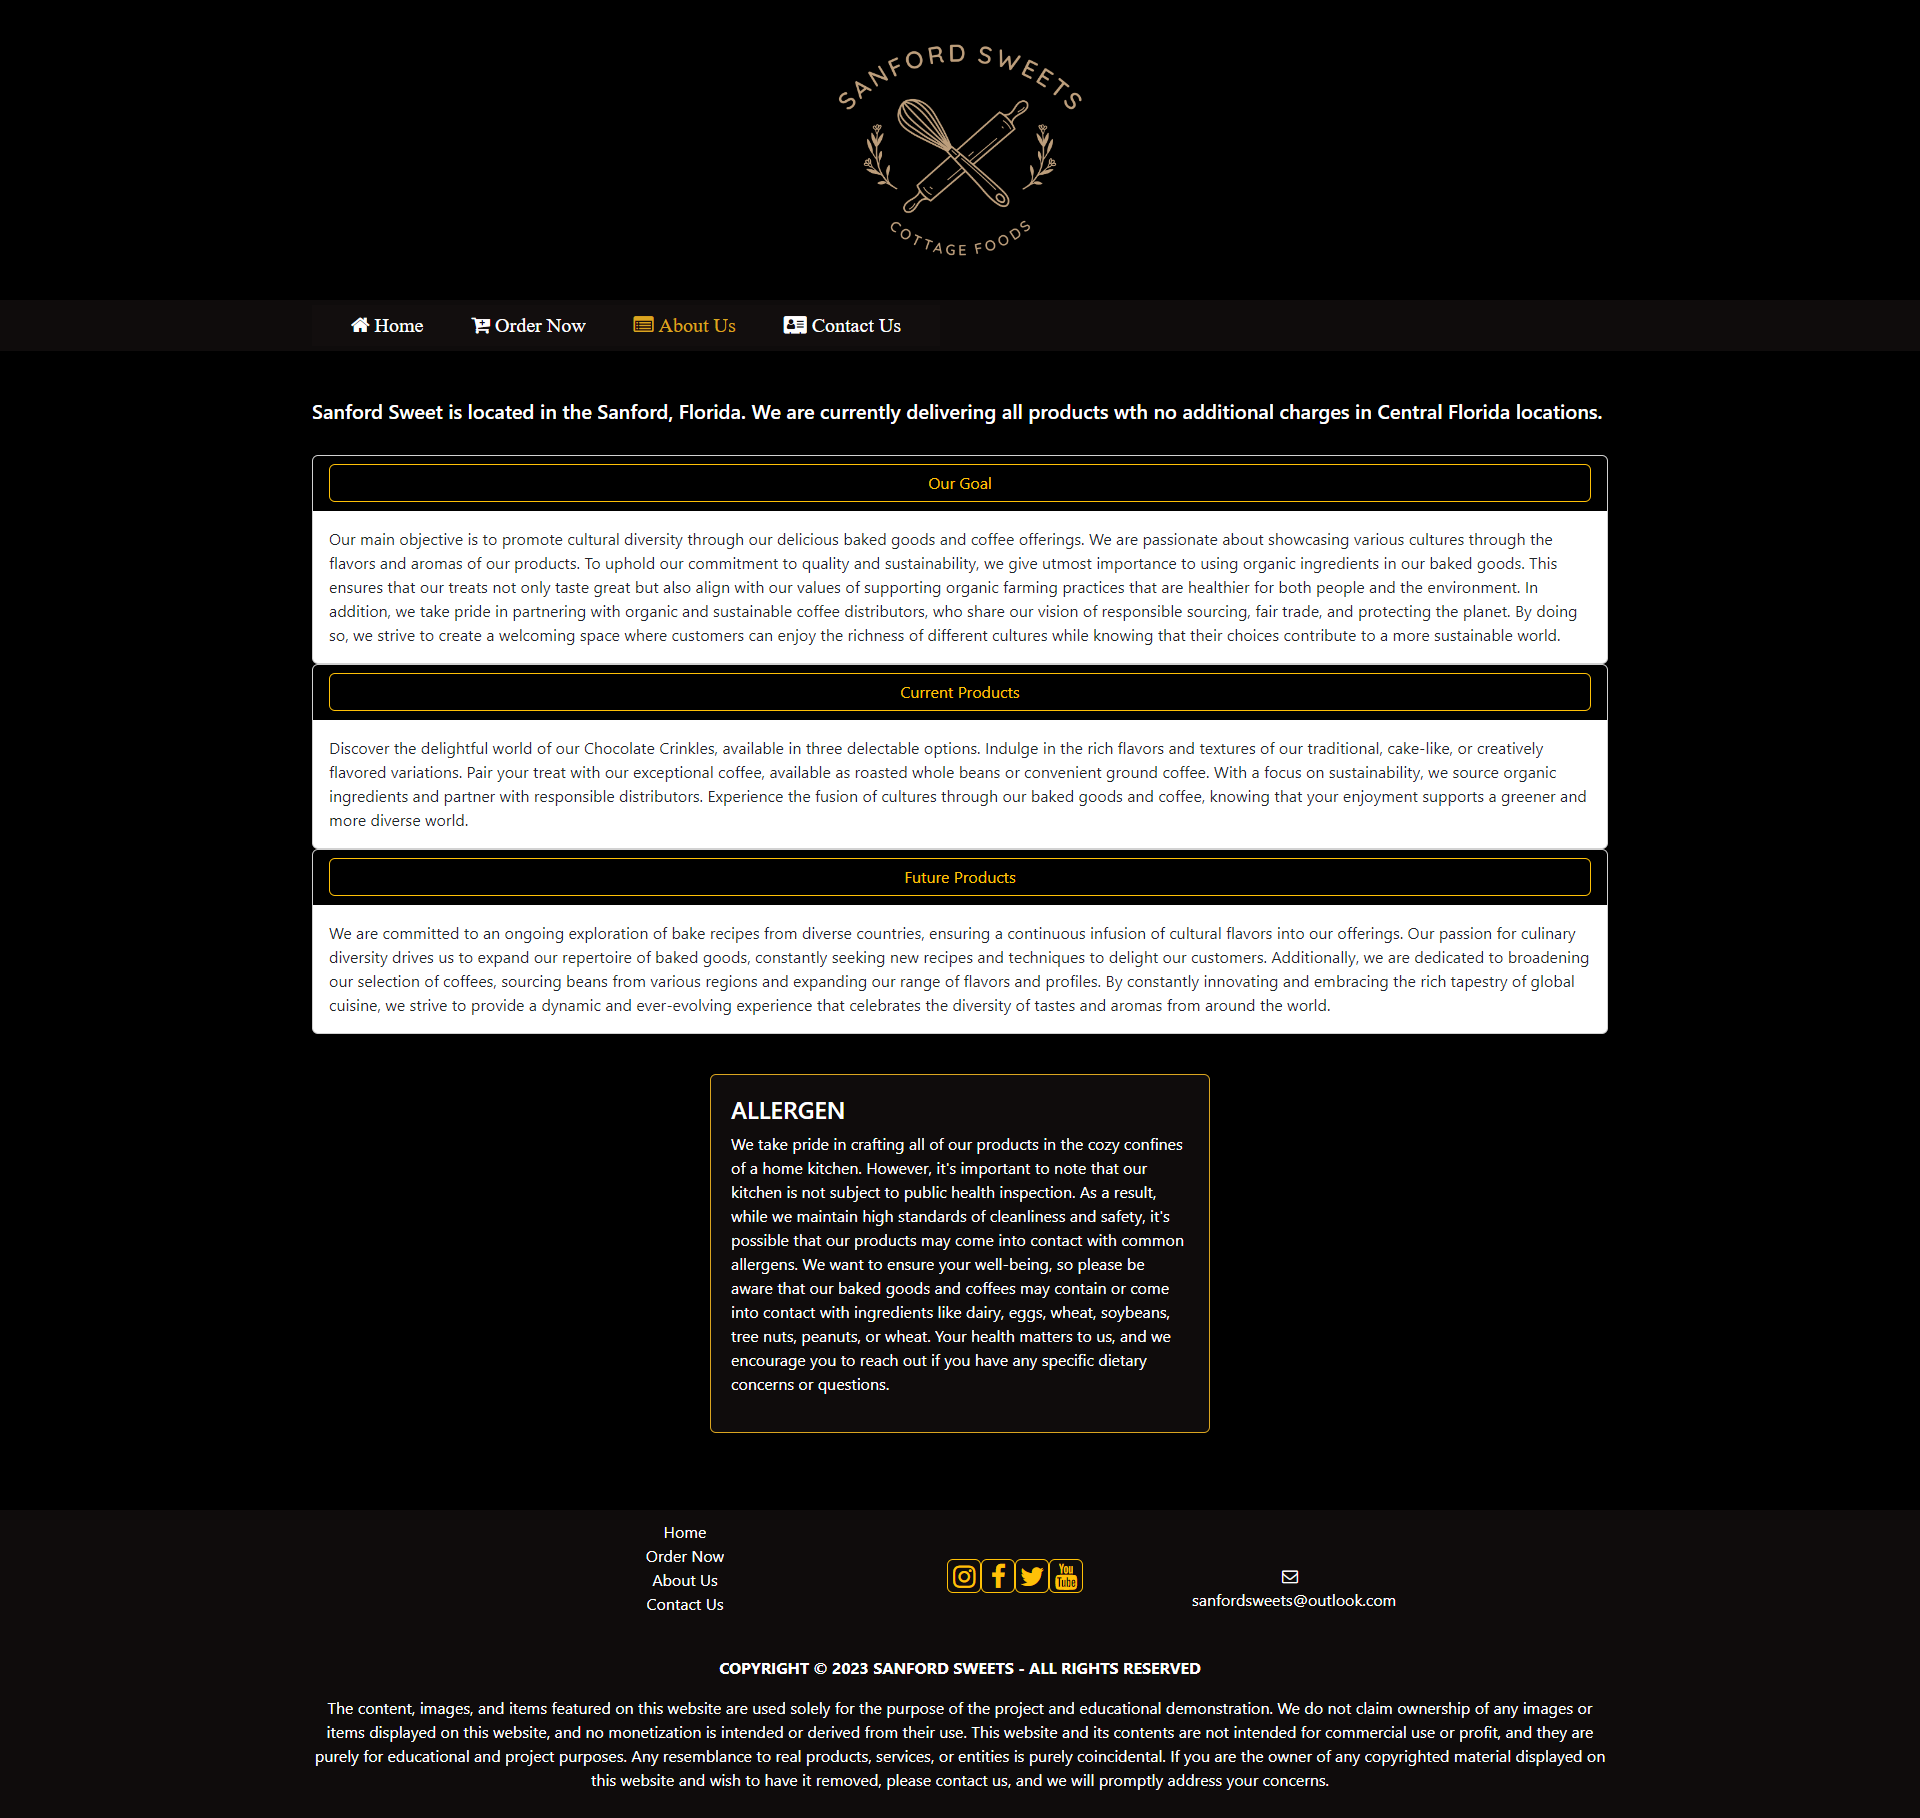 SANFORD SWEETS
COTTAGE FOODS
Home
Order Now
About Us
Contact Us
Sanford Sweet is located in the Sanford, Florida. We are currently delivering all products wth no additional charges in Central Florida locations.
Our Goal
Our main objective is to promote cultural diversity through our delicious baked goods and coffee offerings. We are passionate about showcasing various cultures through the
flavors and aromas of our products. To uphold our commitment to quality and sustainability, we give utmost importance to using organic ingredients in our baked goods. This
ensures that our treats not only taste great but also align with our values of supporting organic farming practices that are healthier for both people and the environment. In
addition, we take pride in partnering with organic and sustainable coffee distributors, who share our vision of responsible sourcing, fair trade, and protecting the planet. By doing
so, we strive to create a welcoming space where customers can enjoy the richness of different cultures while knowing that their choices contribute to a more sustainable world.
Current Products
Discover the delightful world of our Chocolate Crinkles, available in three delectable options. Indulge in the rich flavors and textures of our traditional, cake-like, or creatively
flavored variations. Pair your treat with our exceptional coffee, available as roasted whole beans or convenient ground coffee. With a focus on sustainability, we source organic
ingredients and partner with responsible distributors. Experience the fusion of cultures through our baked goods and coffee, knowing that your enjoyment supports a greener and
more diverse world.
Future Products
We are committed to an ongoing exploration of bake recipes from diverse countries, ensuring a continuous infusion of cultural flavors into our offerings. Our passion for culinary
diversity drives us to expand our repertoire of baked goods, constantly seeking new recipes and techniques to delight our customers. Additionally, we are dedicated to broadening
our selection of coffees, sourcing beans from various regions and expanding our range of flavors and profiles. By constantly innovating and embracing the rich tapestry of global
cuisine, we strive to provide a dynamic and ever-evolving experience that celebrates the diversity of tastes and aromas from around the world.
ALLERGEN
We take pride in crafting all of our products in the cozy confines
of a home kitchen. However, it's important to note that our
kitchen is not subject to public health inspection. As a result,
while we maintain high standards of cleanliness and safety, it's
possible that our products may come into contact with common
allergens. We want to ensure your well-being, so please be
aware that our baked goods and coffees may contain or come
into contact with ingredients like dairy, eggs, wheat, soybeans,
tree nuts, peanuts, or wheat. Your health matters to us, and we
encourage you to reach out if you have any specific dietary
concerns or questions.
Home
Order Now
About Us
Contact Us
You
Tube
sanfordsweets@outlook.com
COPYRIGHT © 2023 SANFORD SWEETS - ALL RIGHTS RESERVED
The content, images, and items featured on this website are used solely for the purpose of the project and educational demonstration. We do not claim ownership of any images or
items displayed on this website, and no monetization is intended or derived from their use. This website and its contents are not intended for commercial use or profit, and they are
purely for educational and project purposes. Any resemblance to real products, services, or entities is purely coincidental. If you are the owner of any copyrighted material displayed on
this website and wish to have it removed, please contact us, and we will promptly address your concerns.